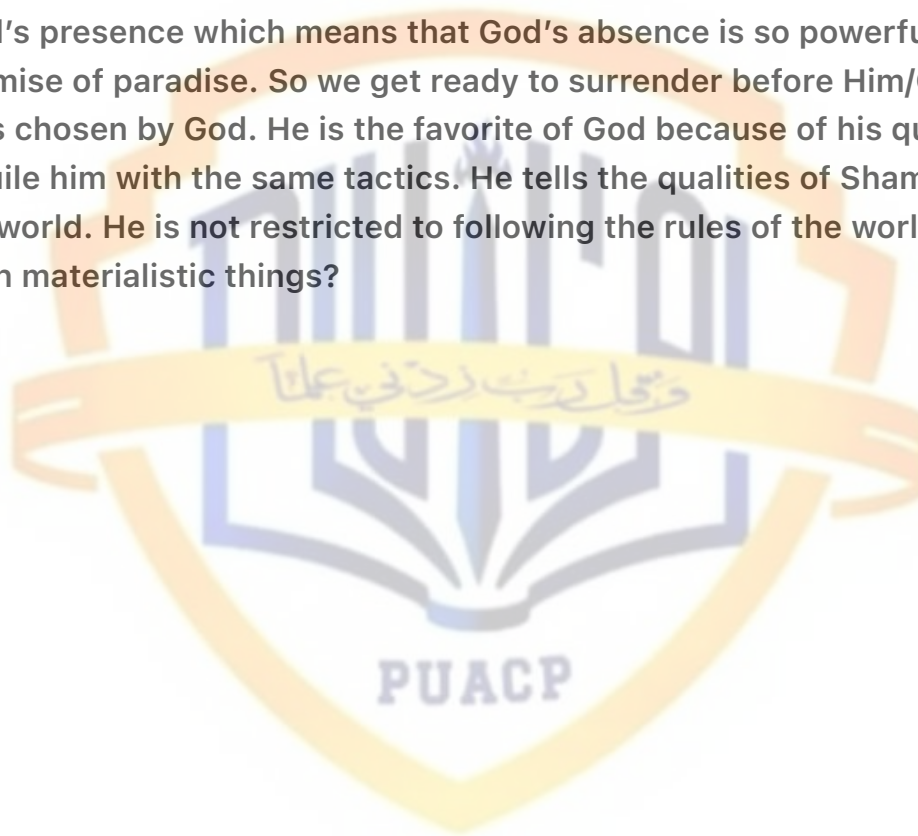 's presence which means that God's absence is so powerfu
mise of paradise. So we get ready to surrender before Him/
s chosen by God. He is the favorite of God because of his qu
uile him with the same tactics. He tells the qualities of Sham
world. He is not restricted to following the rules of the worl
n materialistic things?
وَقُل رَبِّ زِدْنِي عِلْمًا
PUACP